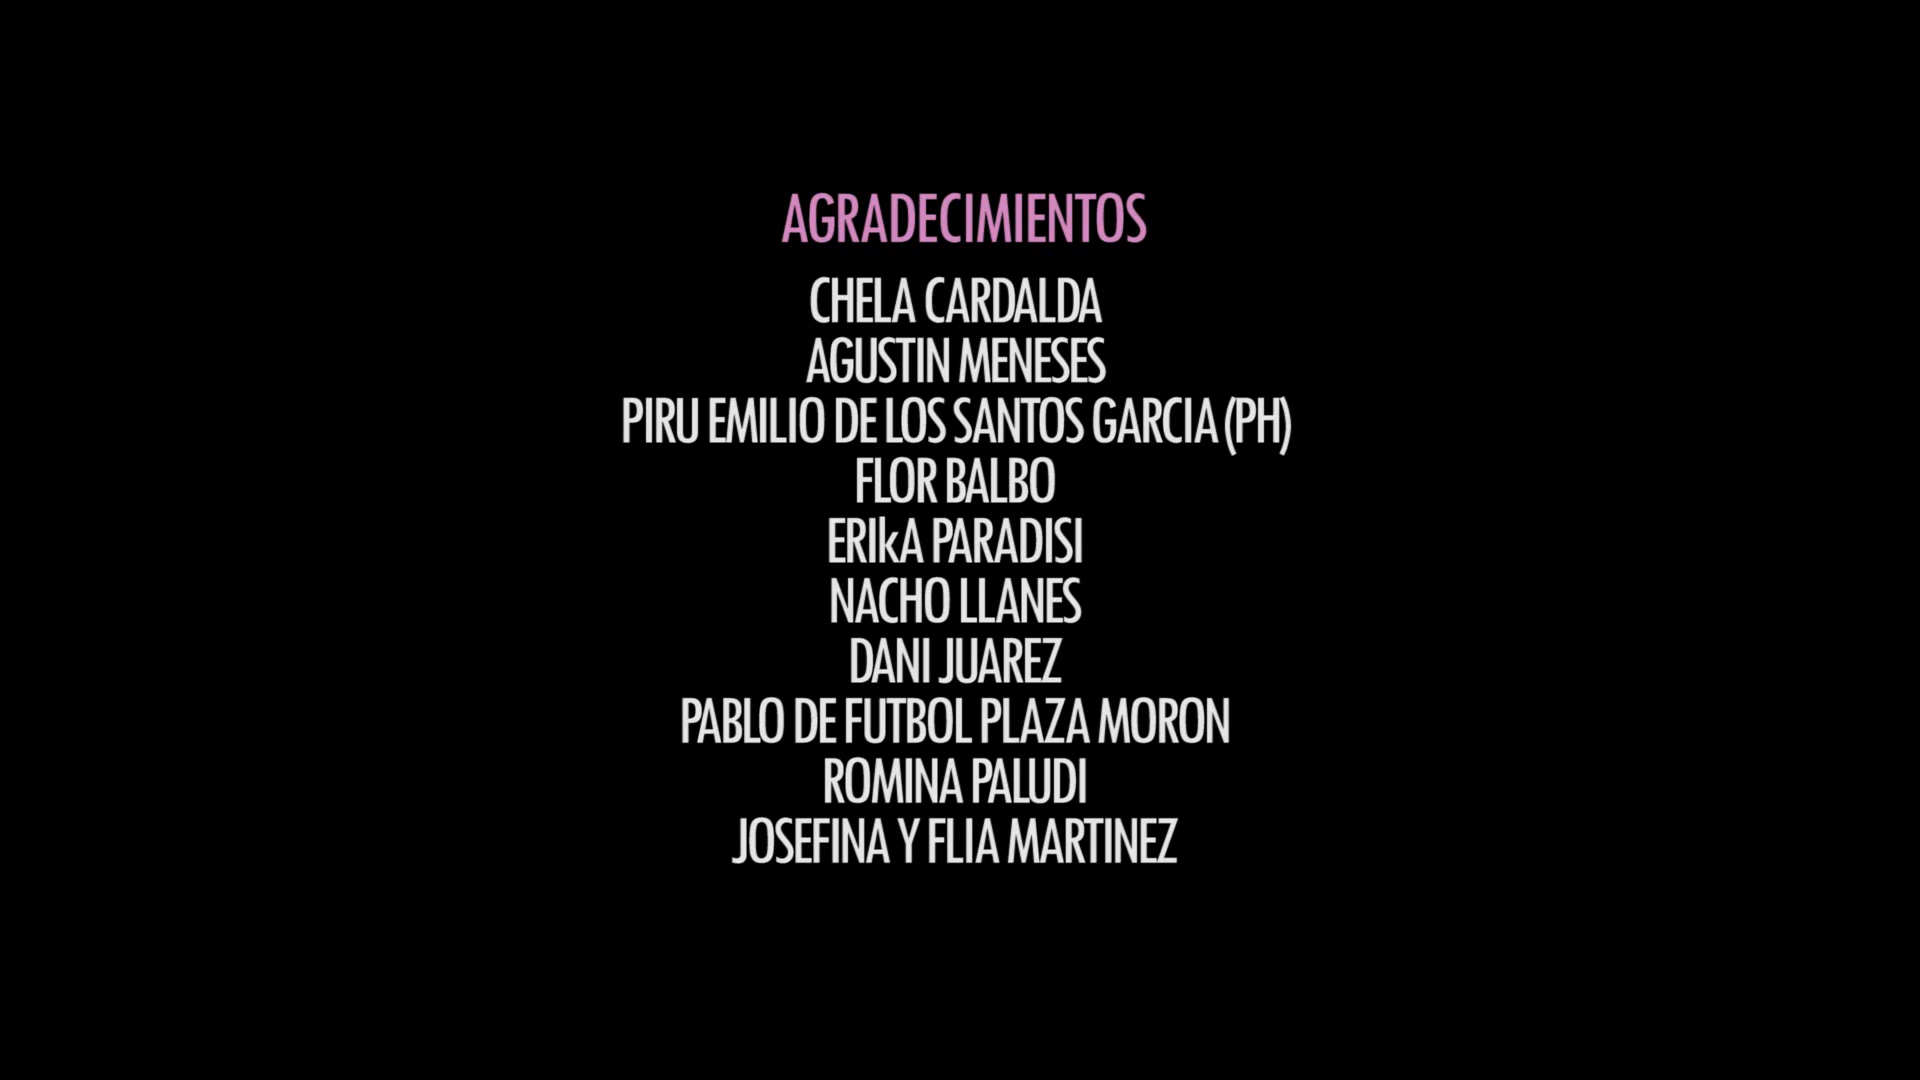 AGRADECIMIENTOS
CHELA CARDALDA
AGUSTIN MENESES
PIRU EMILIO DE LOS SANTOS GARCIA (PH)
FLOR BALBO
ERIkA PARADISI
NACHO LLANES
DANI JUAREZ
PABLO DE FUTBOL PLAZA MORON
ROMINA PALUDI
JOSEFINA Y FLIA MARTINEZ